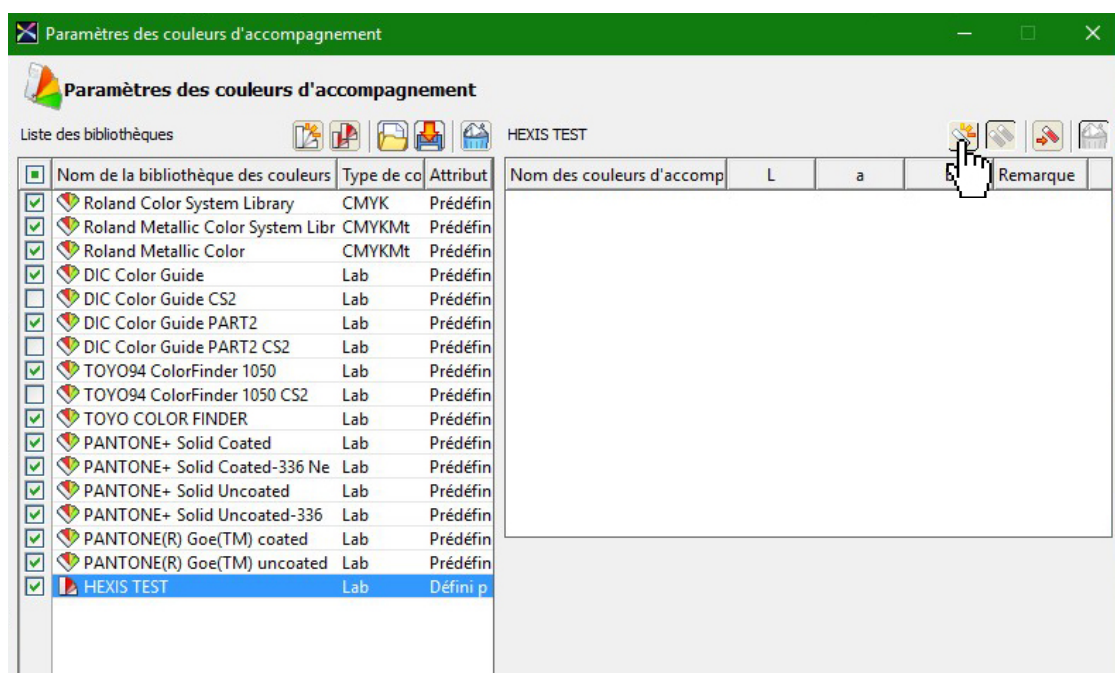 Paramètres des couleurs d'accompagnement
Paramètres des couleurs d'accompagnement
Liste des bibliothèques
HEXIS TEST
Nom de la bibliothèque des couleurs Type de co Attribut
Nom des couleurs d'accomp L a Remarque
Roland Color System Library CMYK Prédéfin
Roland Metallic Color System Libr CMYKMt Prédéfin
Roland Metallic Color CMYKMt Prédéfin
DIC Color Guide Lab Prédéfin
DIC Color Guide CS2 Lab Prédéfin
DIC Color Guide PART2 Lab Prédéfin
DIC Color Guide PART2 CS2 Lab Prédéfin
TOYO94 ColorFinder 1050 Lab Prédéfin
TOYO94 ColorFinder 1050 CS2 Lab Prédéfin
TOYO COLOR FINDER Lab Prédéfin
PANTONE+ Solid Coated Lab Prédéfin
PANTONE+ Solid Coated-336 Ne Lab Prédéfin
PANTONE+ Solid Uncoated Lab Prédéfin
PANTONE+ Solid Uncoated-336 Lab Prédéfin
PANTONE(R) Goe(TM) coated Lab Prédéfin
PANTONE(R) Goe(TM) uncoated Lab Prédéfin
HEXIS TEST Lab Défini p